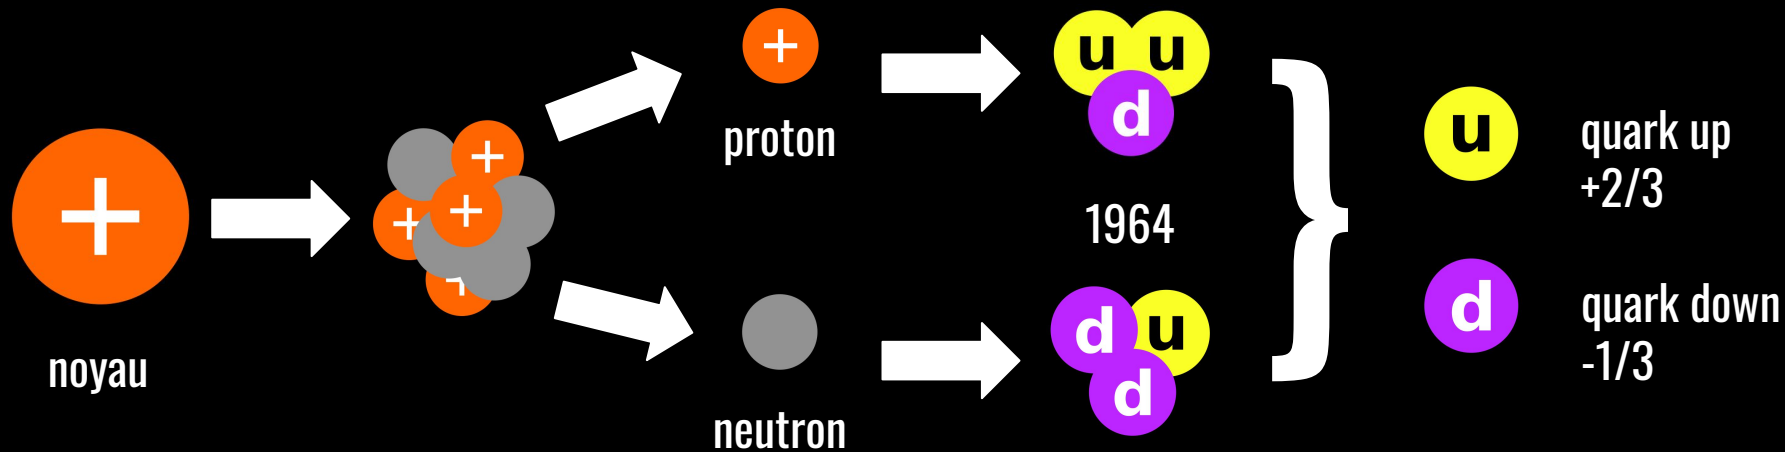 +
noyau
+
+
+
+
+
proton
neutron
u u
d
1964
d u
d
u
quark up
+2/3
d
quark down
-1/3